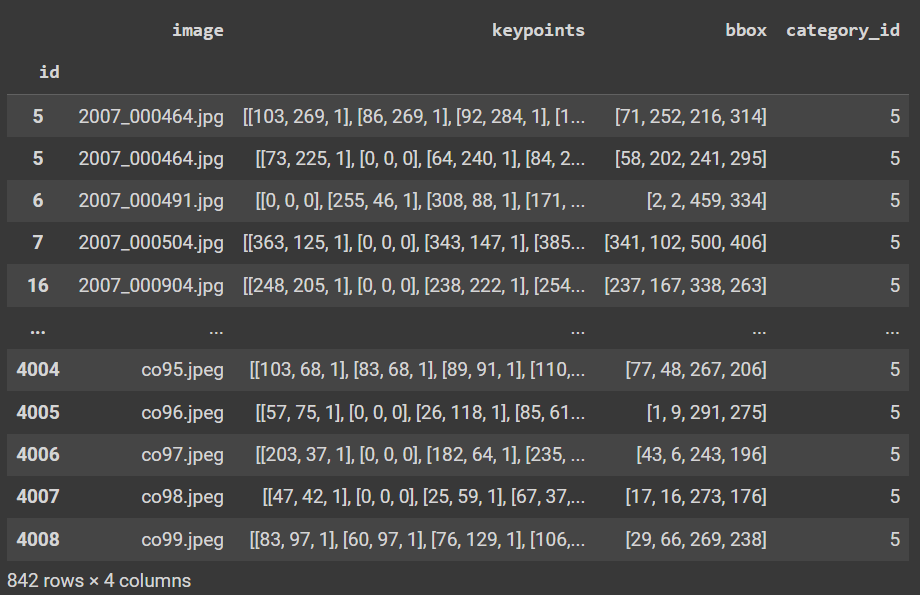 image keypoints bbox category_id
id
5 2007_000464.jpg [[103, 269, 1], [86, 269, 1], [92, 284, 1], [1... [71, 252, 216, 314] 5
5 2007_000464.jpg [[73, 225, 1], [0, 0, 0], [64, 240, 1], [84, 2... [58, 202, 241, 295] 5
6 2007_000491.jpg [[0, 0, 0], [255, 46, 1], [308, 88, 1], [171, ... [2, 2, 459, 334] 5
7 2007_000504.jpg [[363, 125, 1], [0, 0, 0], [343, 147, 1], [385... [341, 102, 500, 406] 5
16 2007_000904.jpg [[248, 205, 1], [0, 0, 0], [238, 222, 1], [254... [237, 167, 338, 263] 5
... ... ... ... ...
4004 co95.jpeg [[103, 68, 1], [83, 68, 1], [89, 91, 1], [110,... [77, 48, 267, 206] 5
4005 co96.jpeg [[57, 75, 1], [0, 0, 0], [26, 118, 1], [85, 61... [1, 9, 291, 275] 5
4006 co97.jpeg [[203, 37, 1], [0, 0, 0], [182, 64, 1], [235, ... [43, 6, 243, 196] 5
4007 co98.jpeg [[47, 42, 1], [0, 0, 0], [25, 59, 1], [67, 37,... [17, 16, 273, 176] 5
4008 co99.jpeg [[83, 97, 1], [60, 97, 1], [76, 129, 1], [106,... [29, 66, 269, 238] 5
842 rows × 4 columns